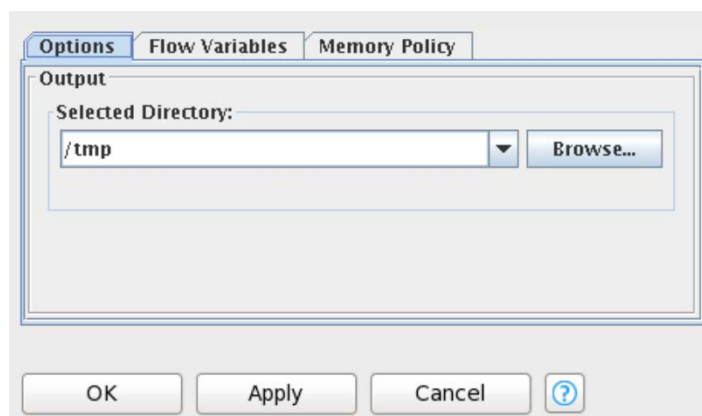 Options Flow Variables Memory Policy
Output
Selected Directory:
/tmp Browse...
OK Apply Cancel ?